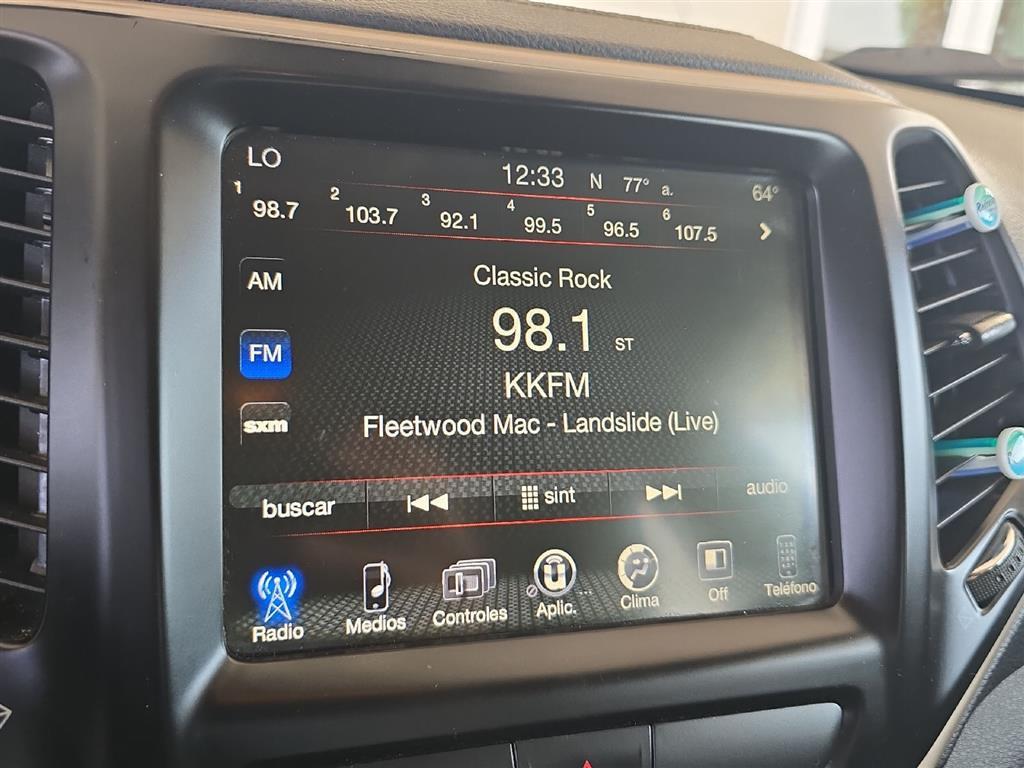 LO
12:33 N 77° a. 64°
1 98.7 2 103.7 3 92.1 4 99.5 5 96.5 6 107.5
AM
Classic Rock
98.1 ST
FM
KKFM
sxm
Fleetwood Mac - Landslide (Live)
buscar sint audio
Radio Medios Controles Aplic. Clima Off Teléfono